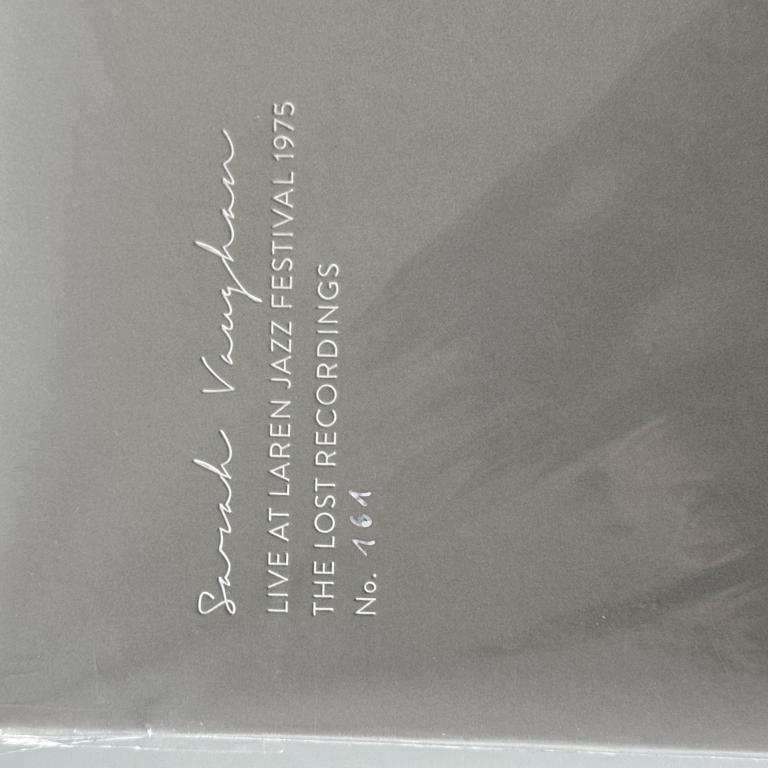 Sarah Vaughan
LIVE AT LAREN JAZZ FESTIVAL 1975
THE LOST RECORDINGS
No. 161